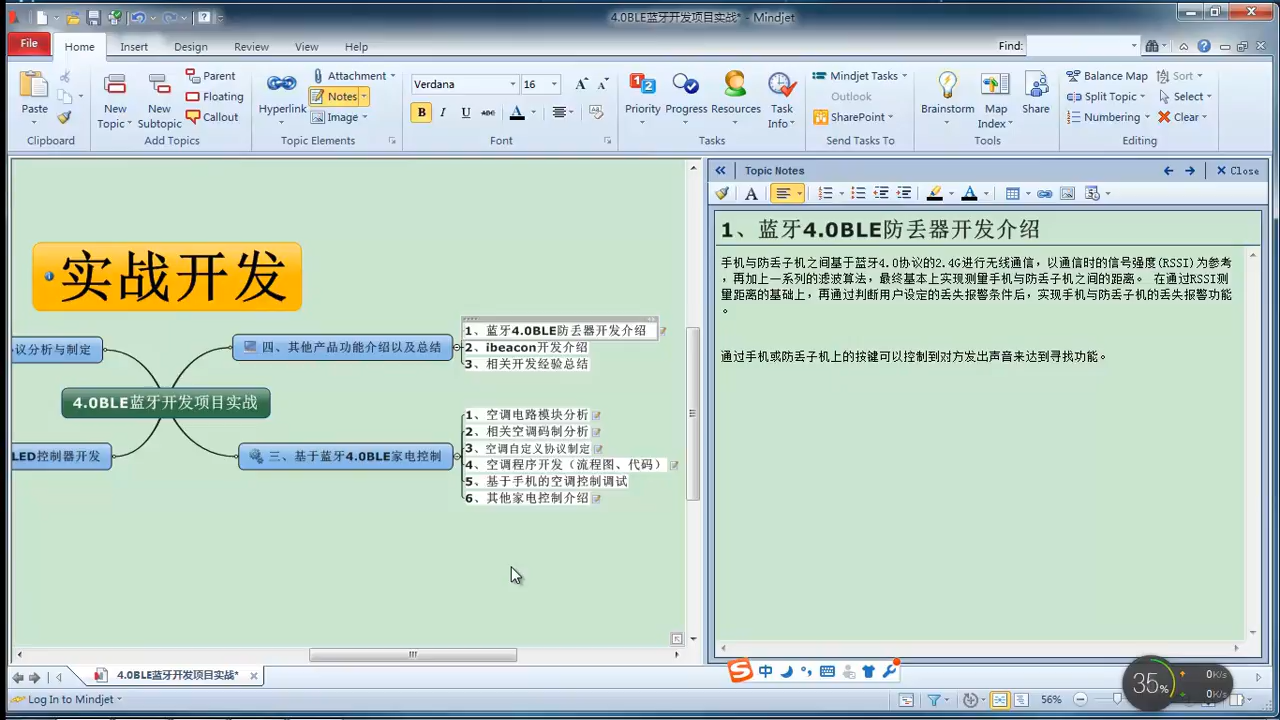 4.0BLE蓝牙开发项目实战* - Mindjet
File
Home
Insert
Design
Review
View
Help
Find:
Paste
Clipboard
New Topic
New Subtopic
Parent
Floating
Callout
Add Topics
Hyperlink
Attachment
Notes
Image
Topic Elements
Verdana
16
B I U ABC A
Font
Priority
Progress
Resources
Task Info
Tasks
Mindjet Tasks
Outlook
SharePoint
Send Tasks To
Brainstorm
Map Index
Share
Tools
Balance Map
Split Topic
Numbering
Sort
Select
Clear
Editing
实战开发
议分析与制定
四、其他产品功能介绍以及总结
1、蓝牙4.0BLE防丢器开发介绍
2、ibeacon开发介绍
3、相关开发经验总结
4.0BLE蓝牙开发项目实战
LED控制器开发
三、基于蓝牙4.0BLE家电控制
1、空调电路模块分析
2、相关空调码制分析
3、空调自定义协议制定
4、空调程序开发（流程图、代码）
5、基于手机的空调控制调试
6、其他家电控制介绍
Topic Notes
Close
1、蓝牙4.0BLE防丢器开发介绍
手机与防丢子机之间基于蓝牙4.0协议的2.4G进行无线通信，以通信时的信号强度(RSSI)为参考
，再加上一系列的滤波算法，最终基本上实现测量手机与防丢子机之间的距离。 在通过RSSI测
量距离的基础上，再通过判断用户设定的丢失报警条件后，实现手机与防丢子机的丢失报警功能
。
通过手机或防丢子机上的按键可以控制到对方发出声音来达到寻找功能。
4.0BLE蓝牙开发项目实战*
中
Log In to Mindjet
56%
35%
0K/s
0K/s